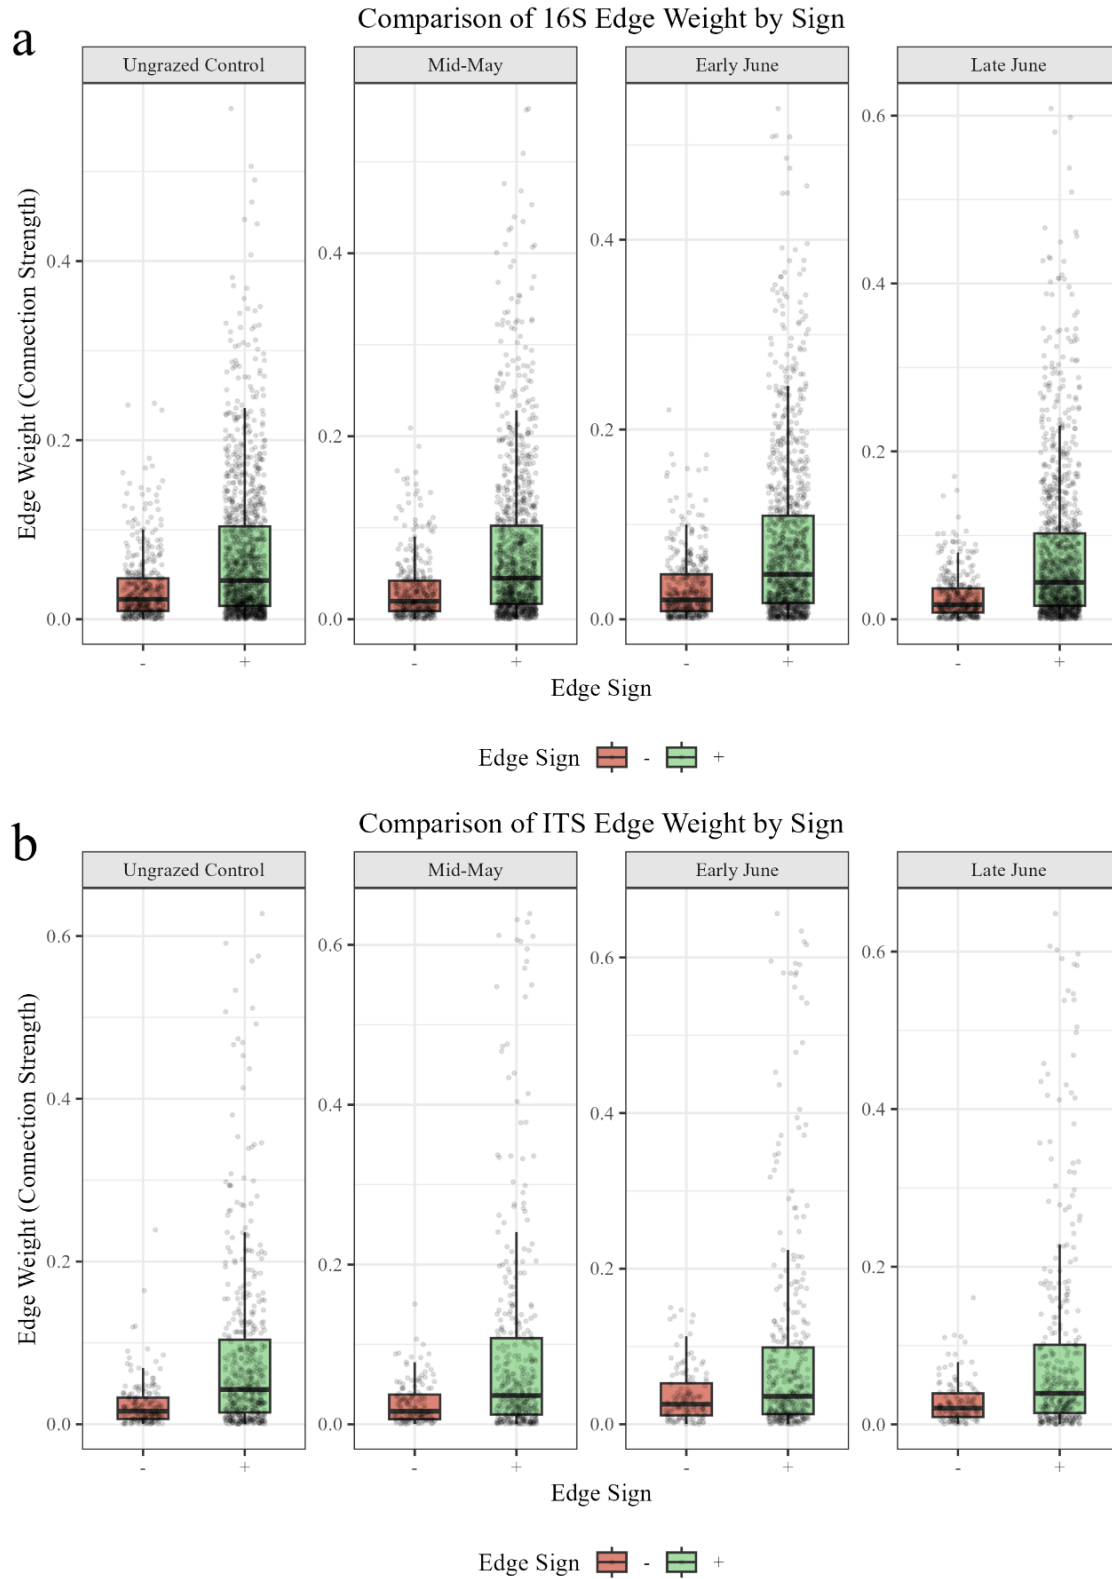 a
Comparison of 16S Edge Weight by Sign
Ungrazed Control Mid-May Early June Late June
Edge Weight (Connection Strength)
0.4
0.2
0.0
0.4
0.2
0.0
0.4
0.2
0.0
0.6
0.4
0.2
0.0
- + - + - + - +
Edge Sign
Edge Sign - +
b
Comparison of ITS Edge Weight by Sign
Ungrazed Control Mid-May Early June Late June
Edge Weight (Connection Strength)
0.6
0.4
0.2
0.0
0.6
0.4
0.2
0.0
0.6
0.4
0.2
0.0
0.6
0.4
0.2
0.0
- + - + - + - +
Edge Sign
Edge Sign - +